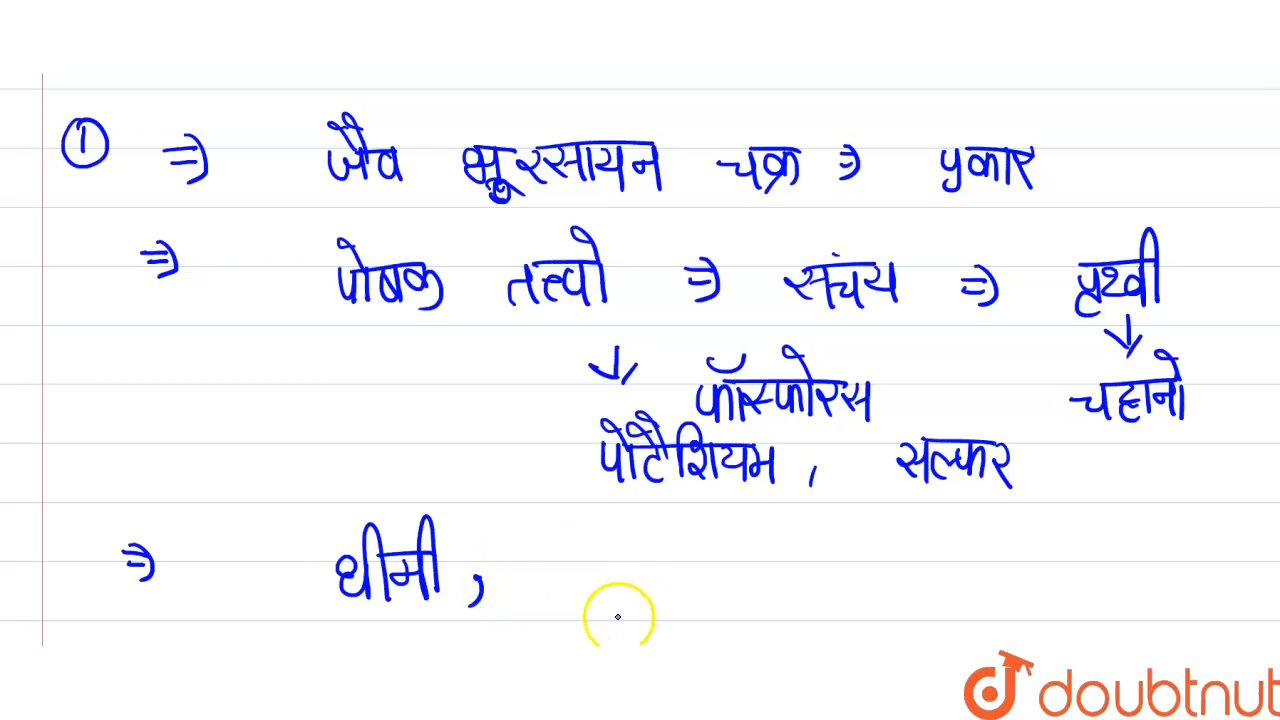 ① ⇒ जैव भूरसायन चक्र ⇒ प्रकार
⇒ पोषक तत्त्वो ⇒ संचय ⇒ पृथ्वी
↓ फॉस्फोरस ↓ चट्टानो
पोटैशियम, सल्फर
⇒ धीमी,
doubtnut